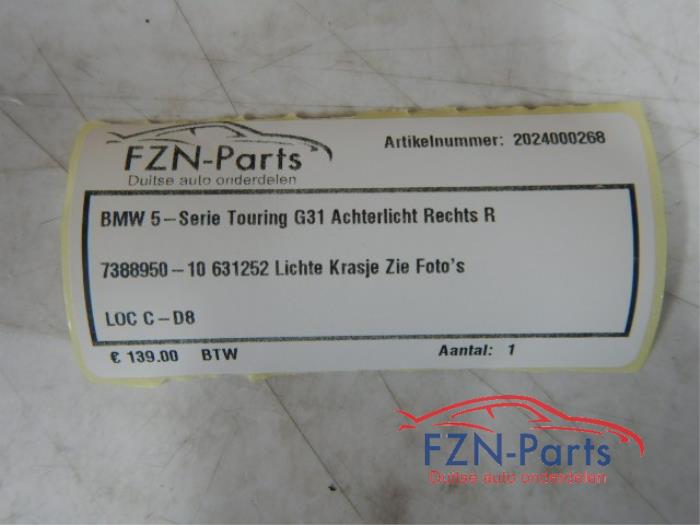 FZN-Parts
Duitse auto onderdelen
Artikelnummer: 2024000268
BMW 5-Serie Touring G31 Achterlicht Rechts R
7388950-10 631252 Lichte Krasje Zie Foto's
LOC C-D8
€ 139.00 BTW
Aantal: 1
FZN-Parts
Duitse auto onderdelen